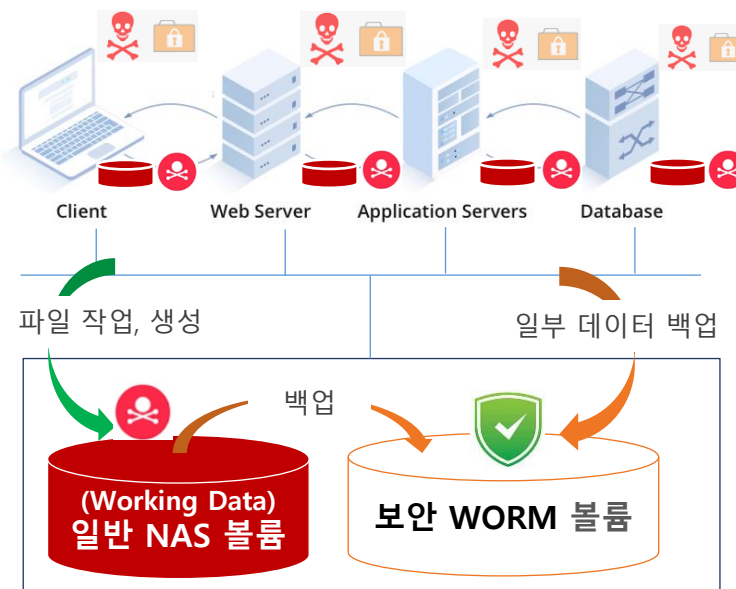 Client
Web Server
Application Servers
Database
파일 작업, 생성
일부 데이터 백업
백업
(Working Data)
일반 NAS 볼륨
보안 WORM 볼륨